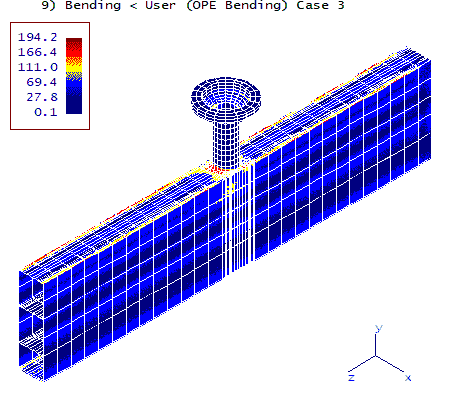 9) Bending < User (OPE Bending) Case 3
194.2
166.4
111.0
69.4
27.8
0.1
y
z
x